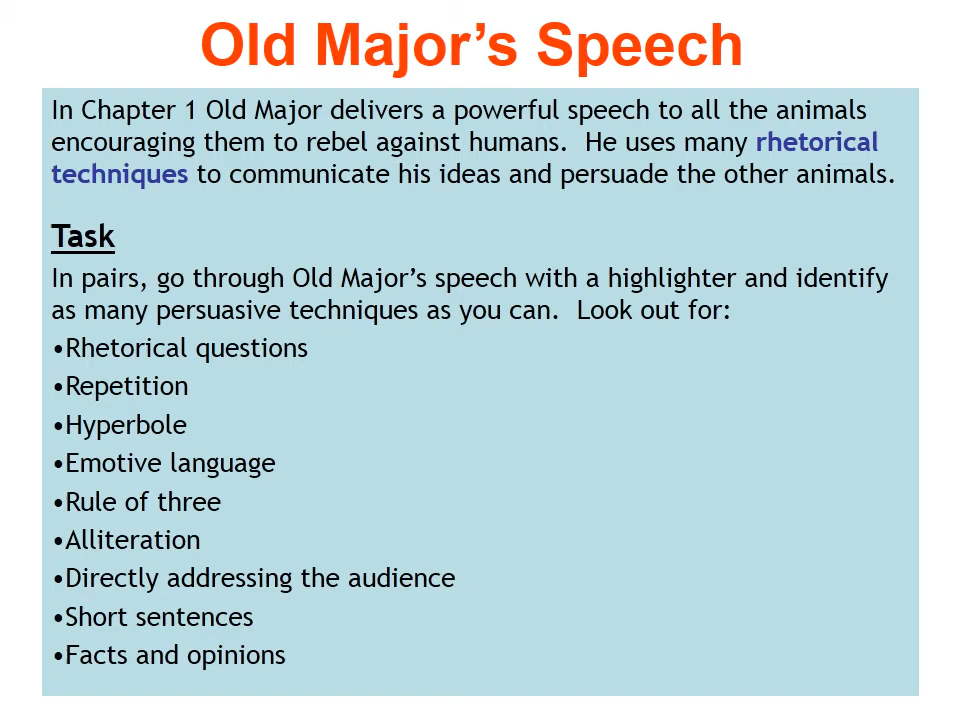 Old Major’s Speech
In Chapter 1 Old Major delivers a powerful speech to all the animals
encouraging them to rebel against humans.  He uses many rhetorical
techniques to communicate his ideas and persuade the other animals.
Task
In pairs, go through Old Major’s speech with a highlighter and identify
as many persuasive techniques as you can.  Look out for:
•Rhetorical questions
•Repetition
•Hyperbole
•Emotive language
•Rule of three
•Alliteration
•Directly addressing the audience
•Short sentences
•Facts and opinions